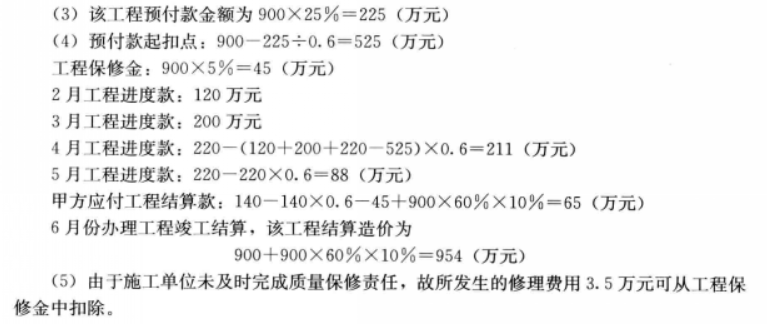 （3）该工程预付款金额为 900×25％＝225（万元）
（4）预付款起扣点：900－225÷0.6＝525（万元）
工程保修金：900×5％＝45（万元）
2 月工程进度款：120 万元
3 月工程进度款：200 万元
4 月工程进度款：220－（120＋200＋220－525）×0.6＝211（万元）
5 月工程进度款：220－220×0.6＝88（万元）
甲方应付工程结算款：140－140×0.6－45＋900×60％×10％＝65（万元）
6 月份办理工程竣工结算，该工程结算造价为
900＋900×60％×10％＝954（万元）
（5）由于施工单位未及时完成质量保修责任，故所发生的修理费用 3.5 万元可从工程保
修金中扣除。